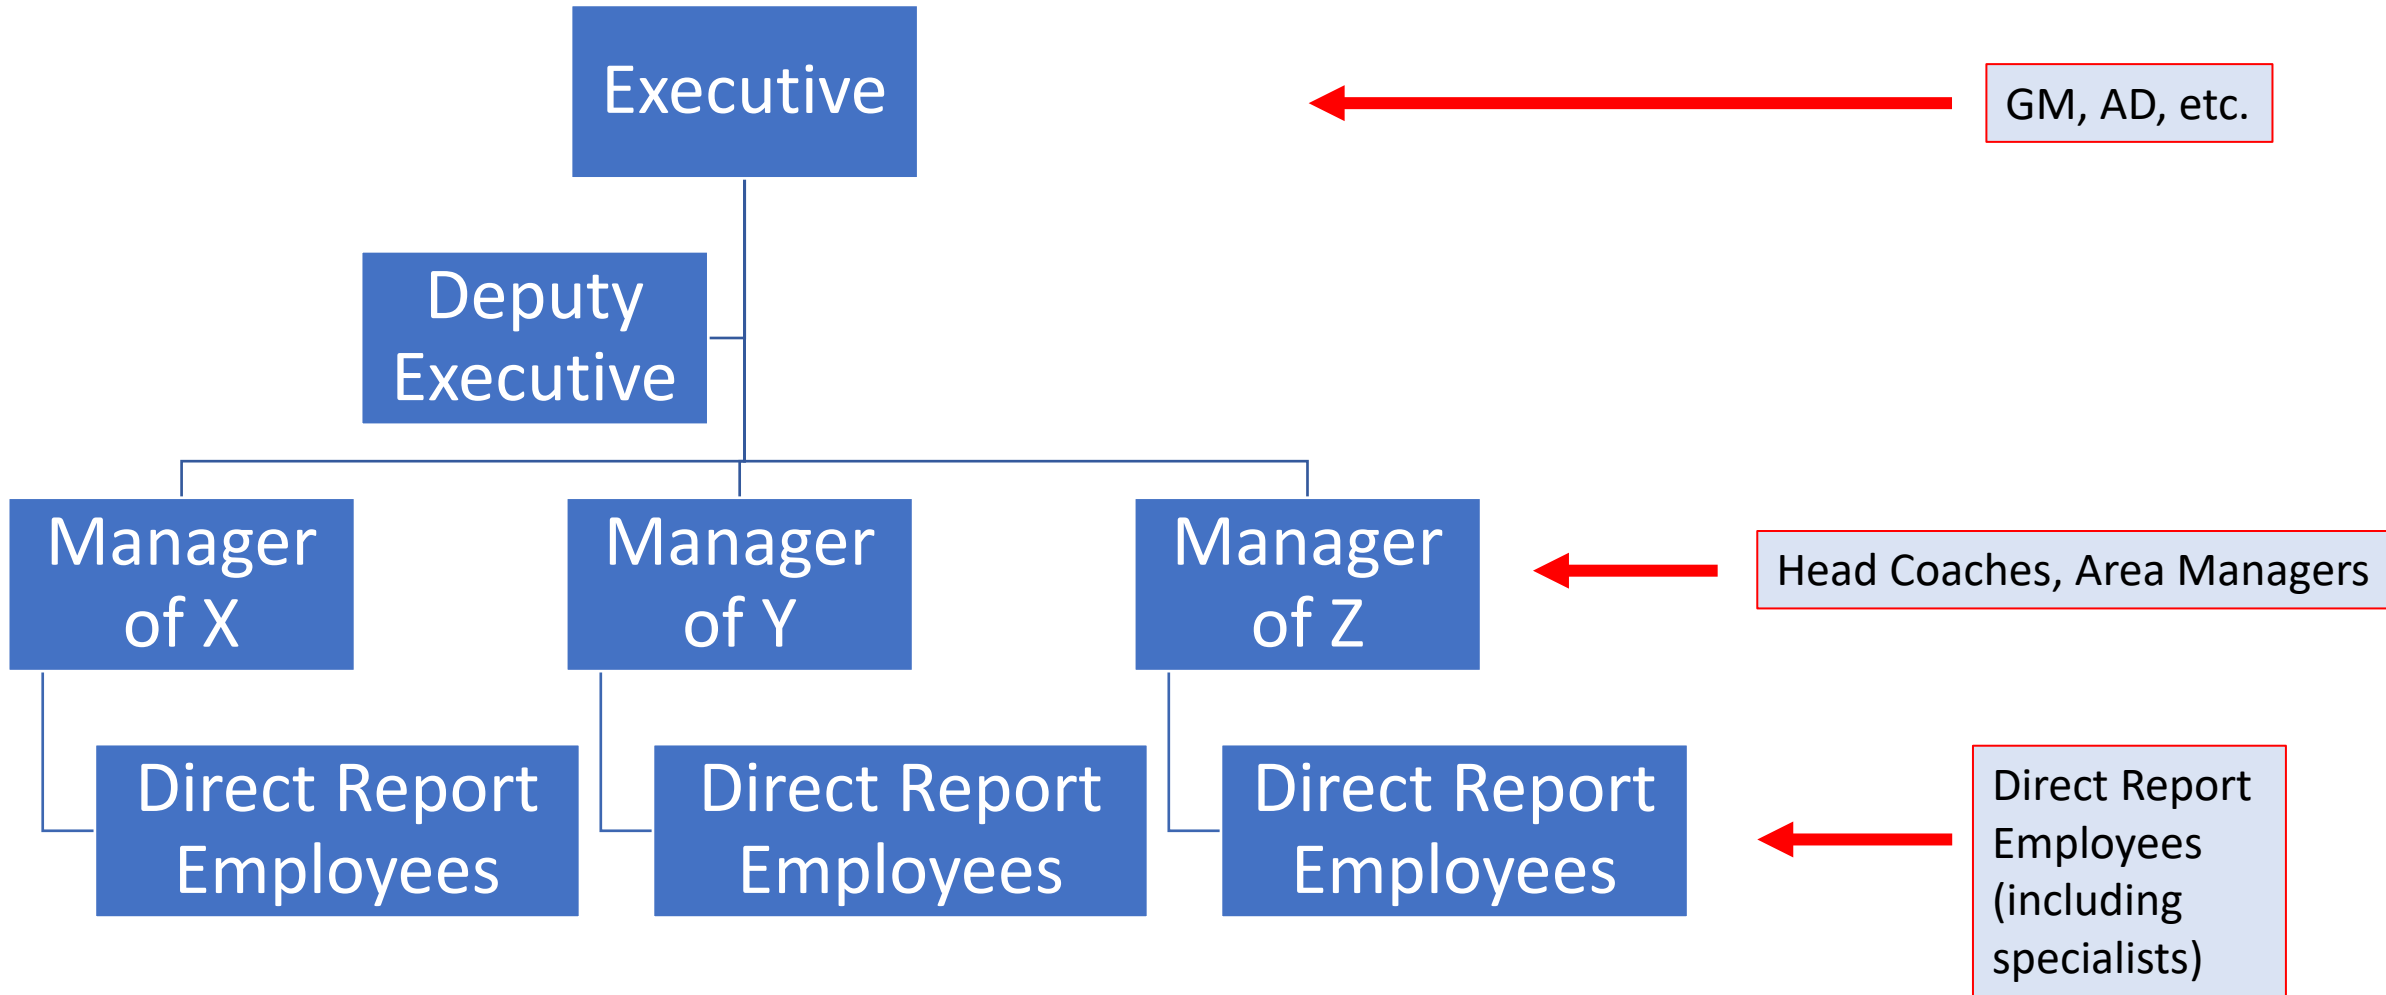 Executive
GM, AD, etc.
Deputy
Executive
Manager
of X
Manager
of Y
Manager
of Z
Head Coaches, Area Managers
Direct Report
Employees
Direct Report
Employees
Direct Report
Employees
Direct Report
Employees
(including
specialists)